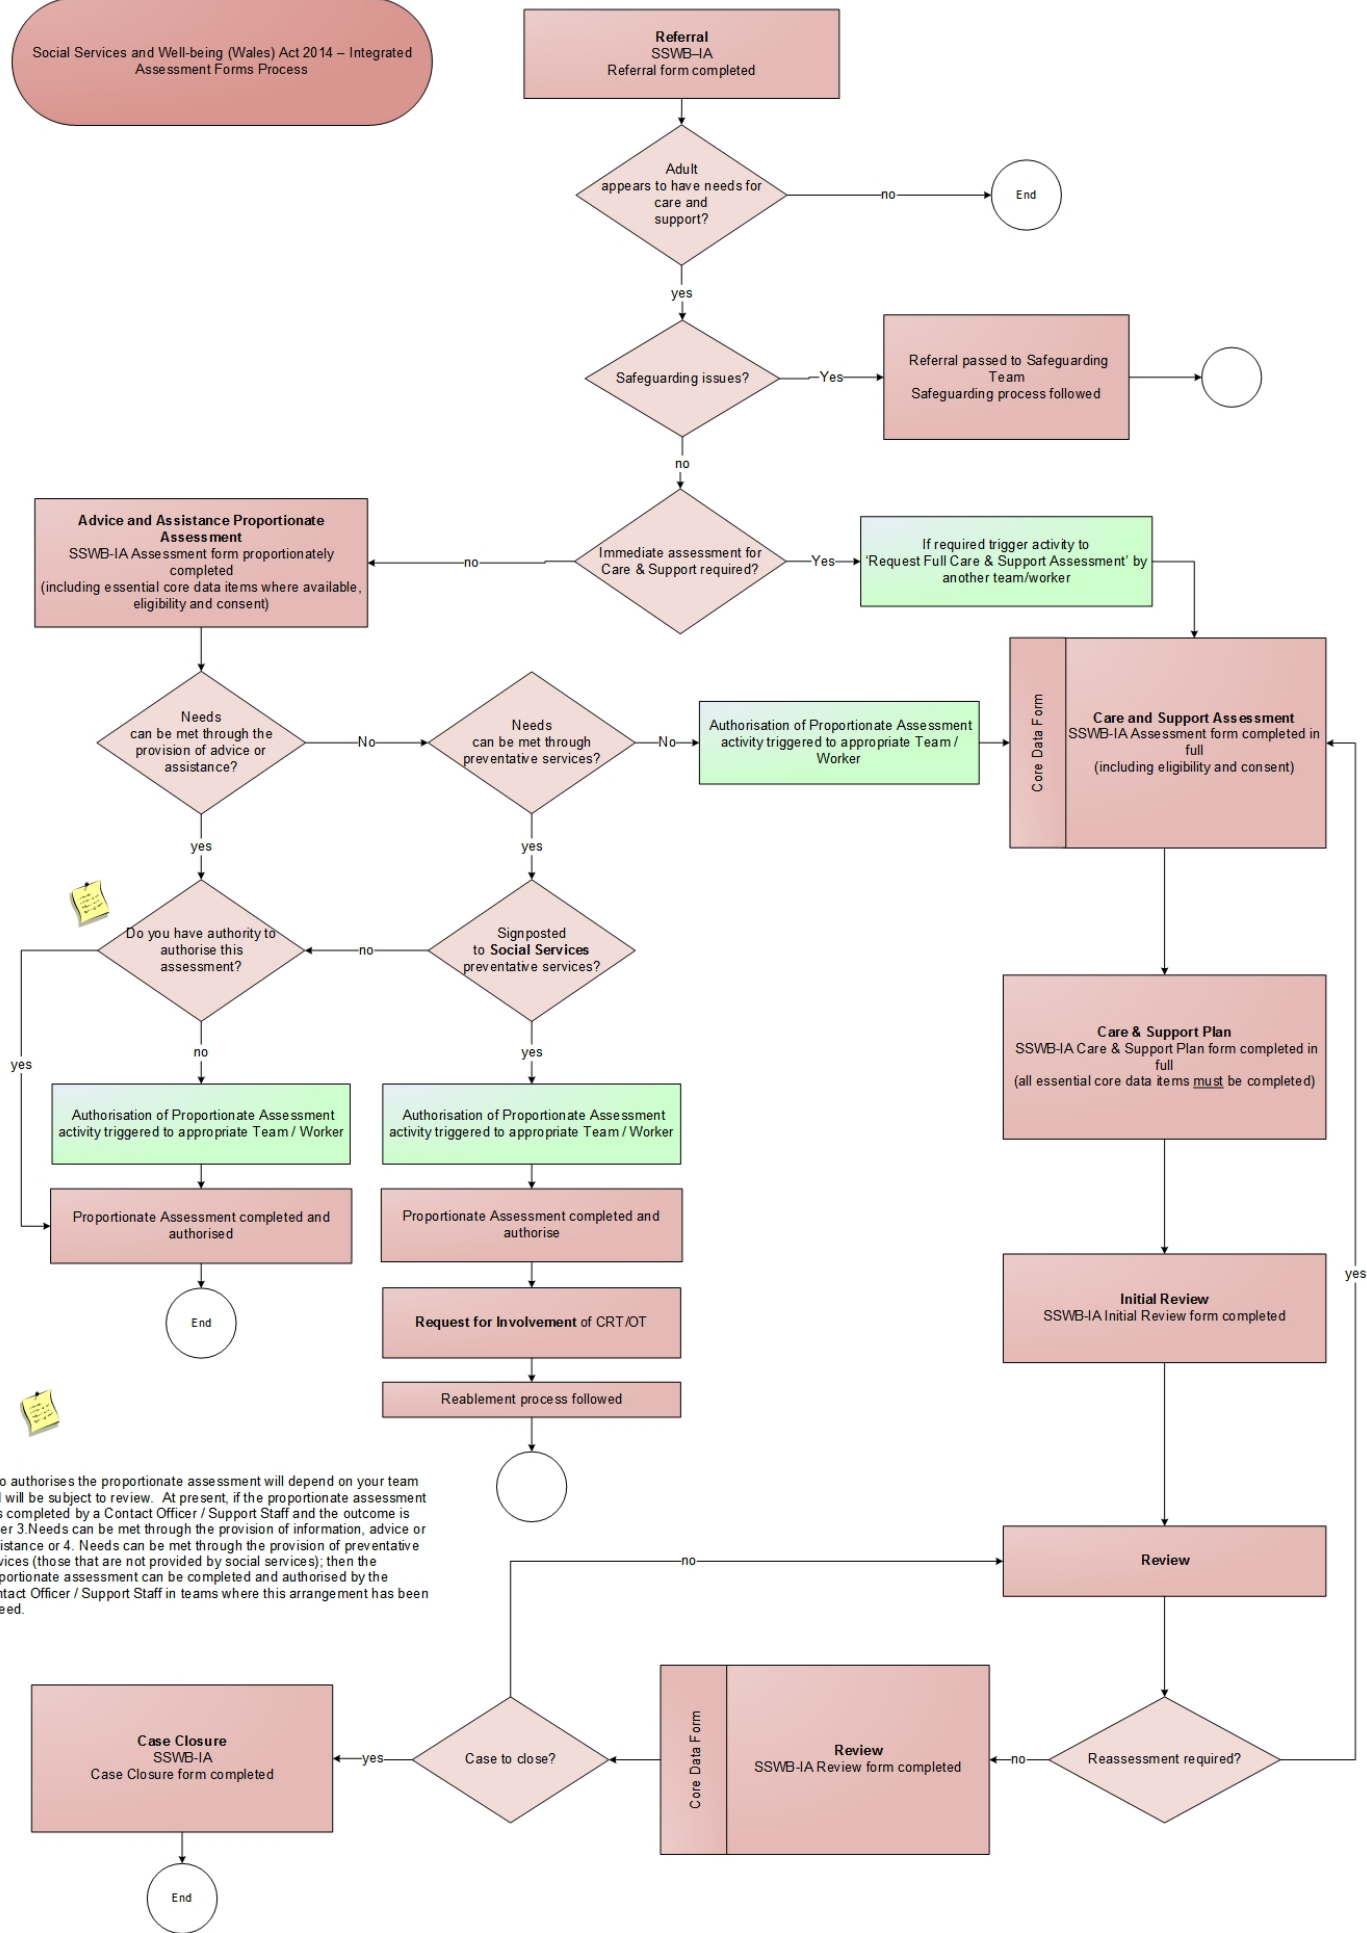 Social Services and Well-being (Wales) Act 2014 – Integrated
Assessment Forms Process
Referral
SSWB–IA
Referral form completed
Adult
appears to have needs for
care and
support?
no
End
yes
Safeguarding issues?
Yes
Referral passed to Safeguarding
Team
Safeguarding process followed
no
Immediate assessment for
Care & Support required?
no
Yes
Advice and Assistance Proportionate
Assessment
SSWB-IA Assessment form proportionately
completed
(including essential core data items where available,
eligibility and consent)
If required trigger activity to
‘Request Full Care & Support Assessment’ by
another team/worker
Needs
can be met through the
provision of advice or
assistance?
No
Needs
can be met through
preventative services?
No
Authorisation of Proportionate Assessment
activity triggered to appropriate Team /
Worker
Core Data Form
Care and Support Assessment
SSWB-IA Assessment form completed in
full
(including eligibility and consent)
yes
yes
Do you have authority to
authorise this
assessment?
no
Signposted
to Social Services
preventative services?
yes
no
yes
Care & Support Plan
SSWB-IA Care & Support Plan form completed in
full
(all essential core data items must be completed)
Authorisation of Proportionate Assessment
activity triggered to appropriate Team / Worker
Authorisation of Proportionate Assessment
activity triggered to appropriate Team / Worker
Proportionate Assessment completed and
authorised
Proportionate Assessment completed and
authorise
End
Request for Involvement of CRT/OT
Reablement process followed
Initial Review
SSWB-IA Initial Review form completed
yes
o authorises the proportionate assessment will depend on your team
will be subject to review. At present, if the proportionate assessment
s completed by a Contact Officer / Support Staff and the outcome is
er 3.Needs can be met through the provision of information, advice or
istance or 4. Needs can be met through the provision of preventative
vices (those that are not provided by social services); then the
portionate assessment can be completed and authorised by the
ntact Officer / Support Staff in teams where this arrangement has been
eed.
no
Review
Case Closure
SSWB-IA
Case Closure form completed
yes
Case to close?
Core Data Form
Review
SSWB-IA Review form completed
no
Reassessment required?
End